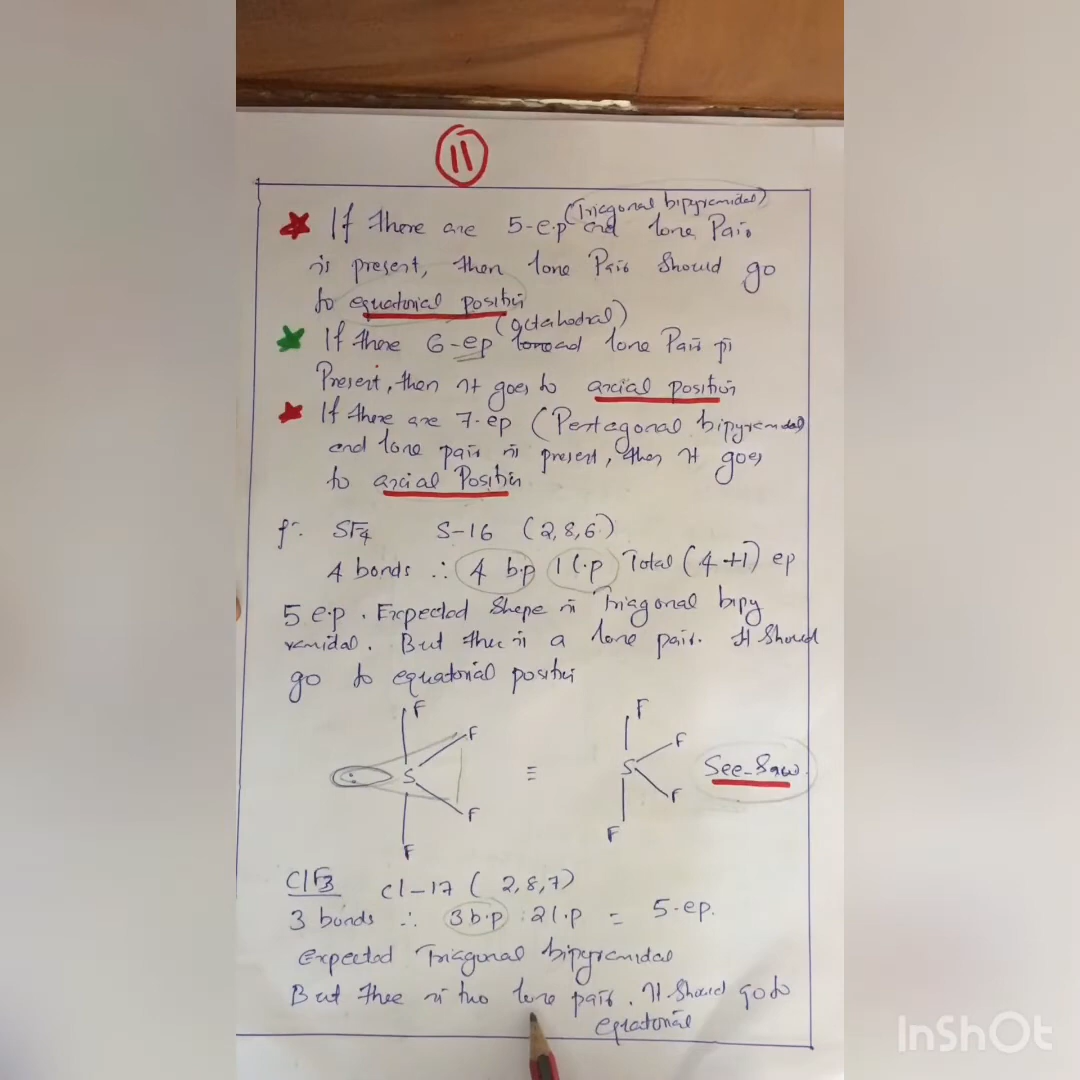 11
(Triagonal bipyramidal)
If there are 5-e.p and lone Pair
is present, then lone Pair Should go
to equatorial position
(octahedral)
If there 6-ep and lone Pair is
Present, then it goes to axial position
If there are 7-ep (Pentagonal bipyramidal
and lone pair is present, then it goes
to axial Position
SF4 S-16 (2,8,6)
4 bonds ∴ 4 b.p 1 l.p Total (4+1) ep
5 e.p. Expected Shape is Triagonal bipy
ramidal. But there is a lone pair. It Should
go to equatorial position
F F
F F
S ≡ S See-Saw
F F
F F
ClF3 Cl-17 (2,8,7)
3 bonds ∴ 3 b.p 2 l.p = 5-ep.
Expected Triagonal bipyramidal
But there is two lone pair. It Should go to
equatorial
InShOt